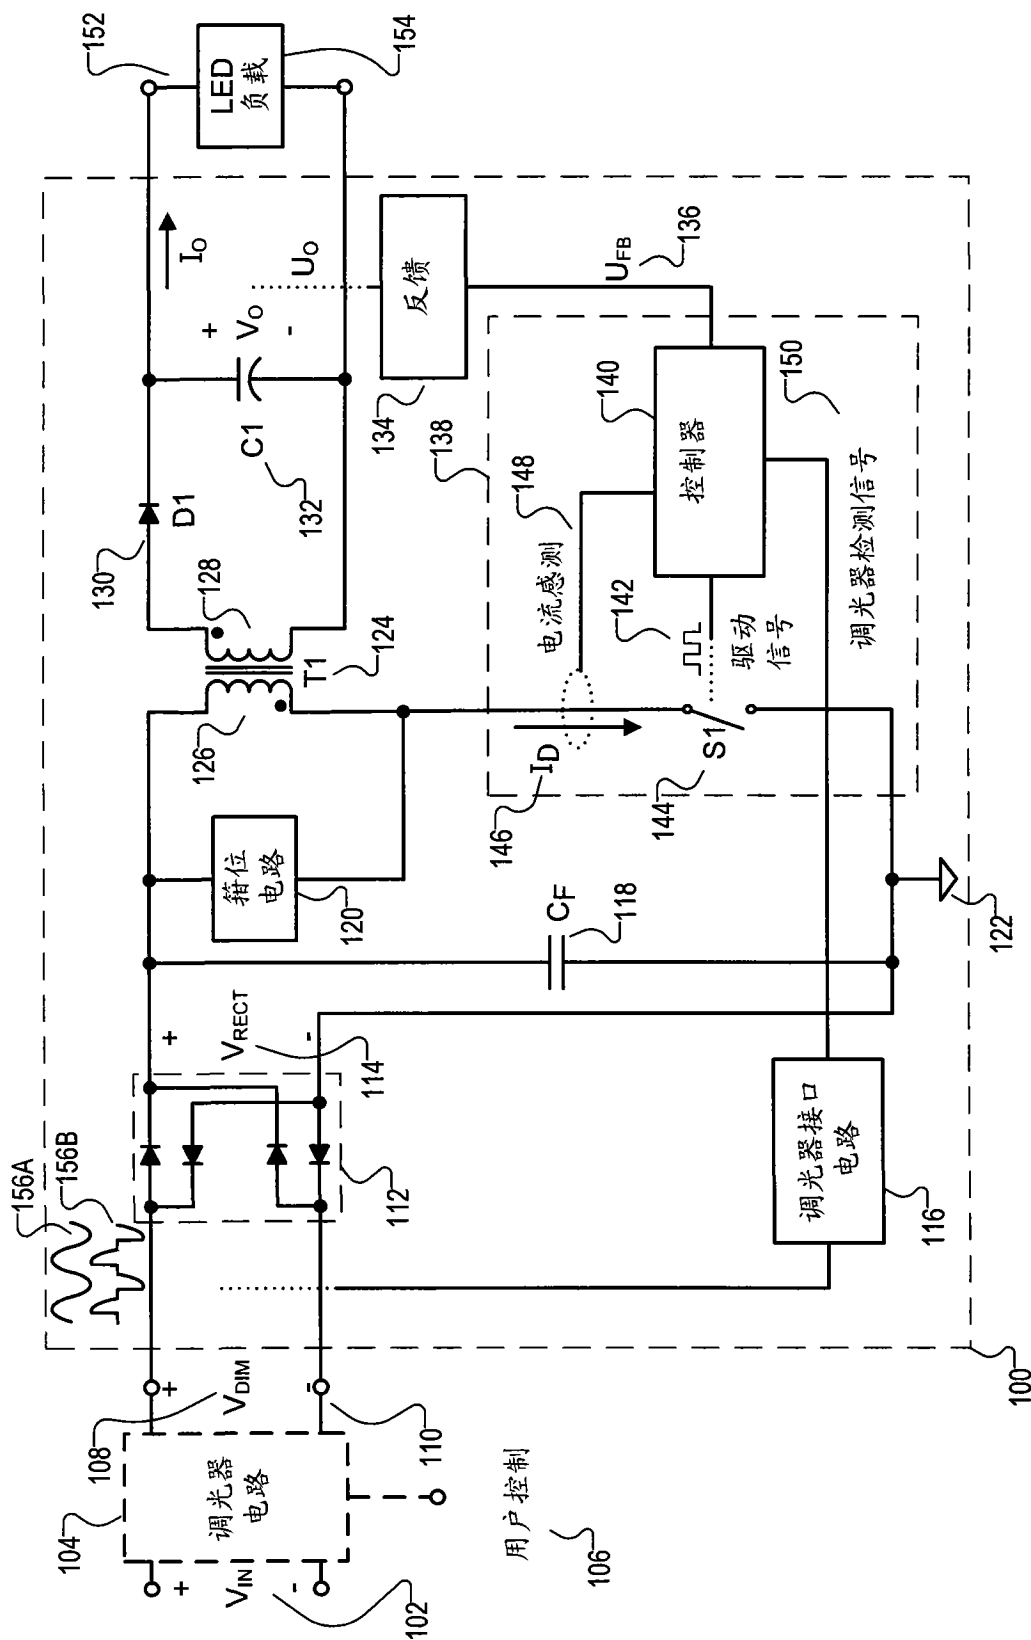 104
108
+
V_IN
-
102
调光器
电路
+
V_DIM
-
110
用户控制
106
100
156A
156B
112
+
V_RECT
-
114
调光器接口
电路
116
C_F
118
122
箝位
电路
120
126
128
T1
124
130
D1
C1
132
+
V_O
-
I_O
U_O
152
LED
负载
154
反馈
134
138
U_FB
136
146
I_D
144
S1
电流感测
148
142
驱动
信号
控制器
140
调光器检测信号
150